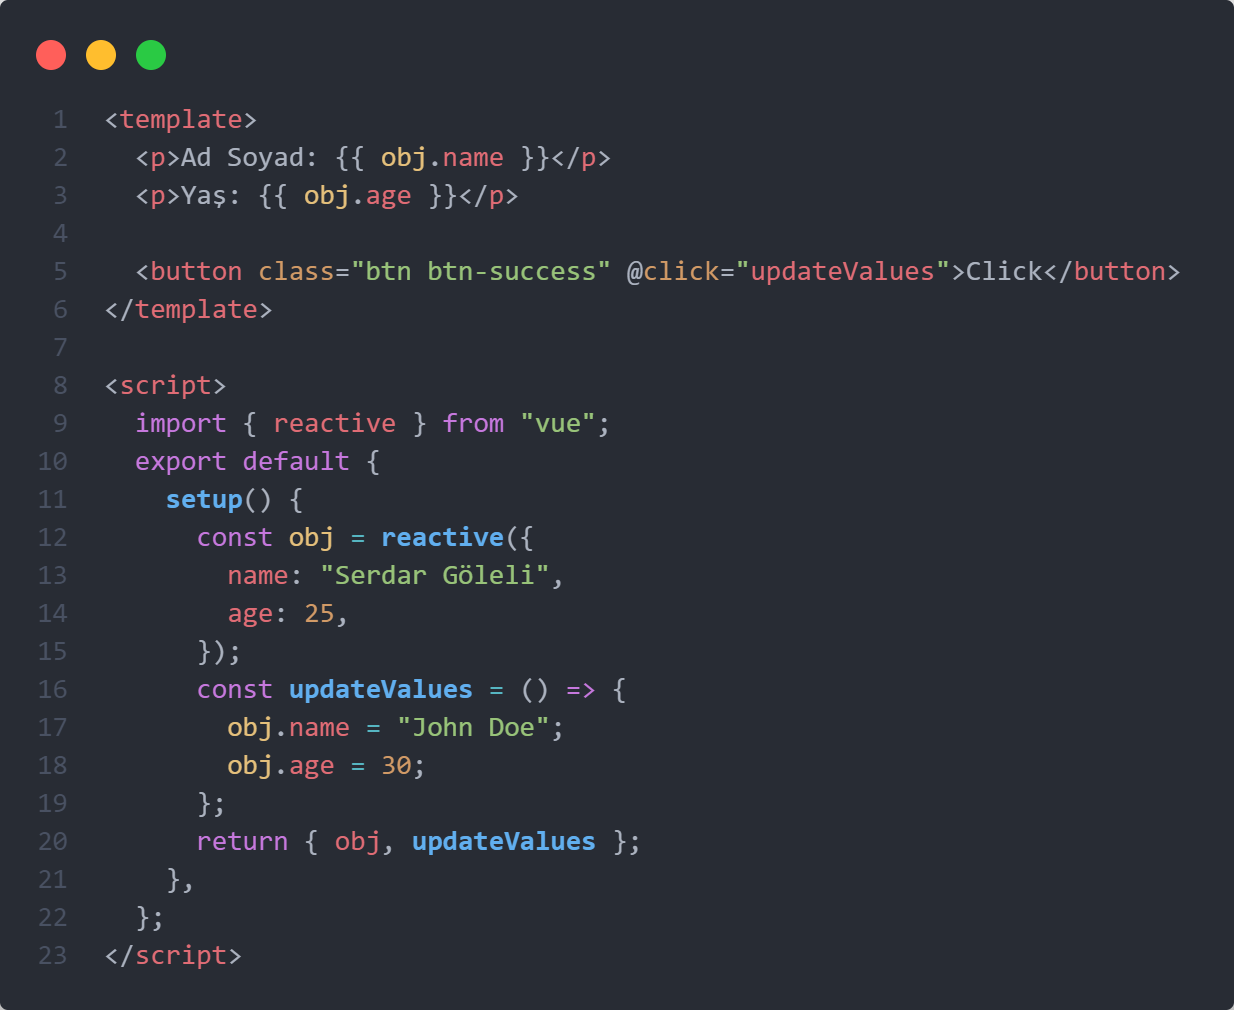 1 <template>
2   <p>Ad Soyad: {{ obj.name }}</p>
3   <p>Yaş: {{ obj.age }}</p>
4
5   <button class="btn btn-success" @click="updateValues">Click</button>
6 </template>
7
8 <script>
9   import { reactive } from "vue";
10   export default {
11     setup() {
12       const obj = reactive({
13         name: "Serdar Göleli",
14         age: 25,
15       });
16       const updateValues = () => {
17         obj.name = "John Doe";
18         obj.age = 30;
19       };
20       return { obj, updateValues };
21     },
22   };
23 </script>